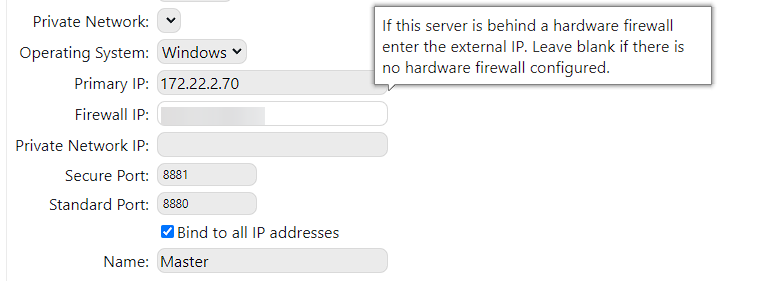 Private Network:
Operating System: Windows
Primary IP: 172.22.2.70
Firewall IP:
Private Network IP:
Secure Port: 8881
Standard Port: 8880
Bind to all IP addresses
Name: Master
If this server is behind a hardware firewall
enter the external IP. Leave blank if there is
no hardware firewall configured.